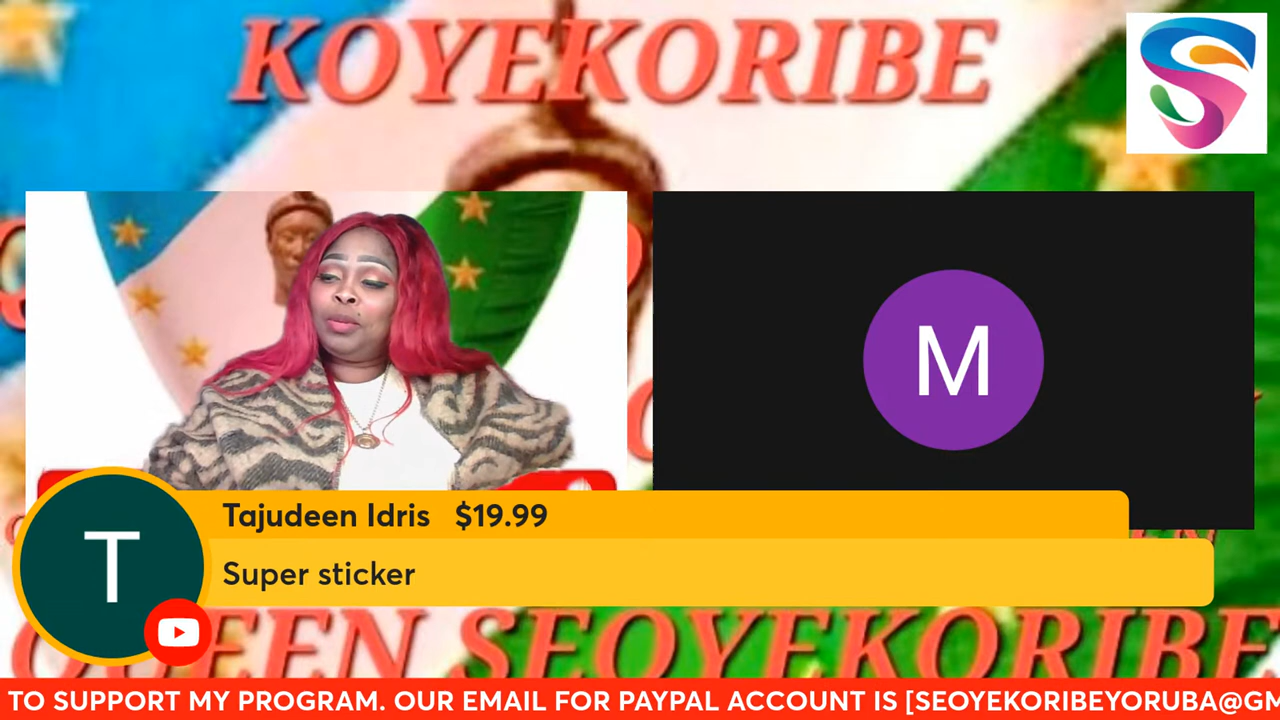 KOYEKORIBE
M
T
Tajudeen Idris $19.99
Super sticker
QUEEN SEOYEKORIBE
TO SUPPORT MY PROGRAM. OUR EMAIL FOR PAYPAL ACCOUNT IS [SEOYEKORIBEYORUBA@GM